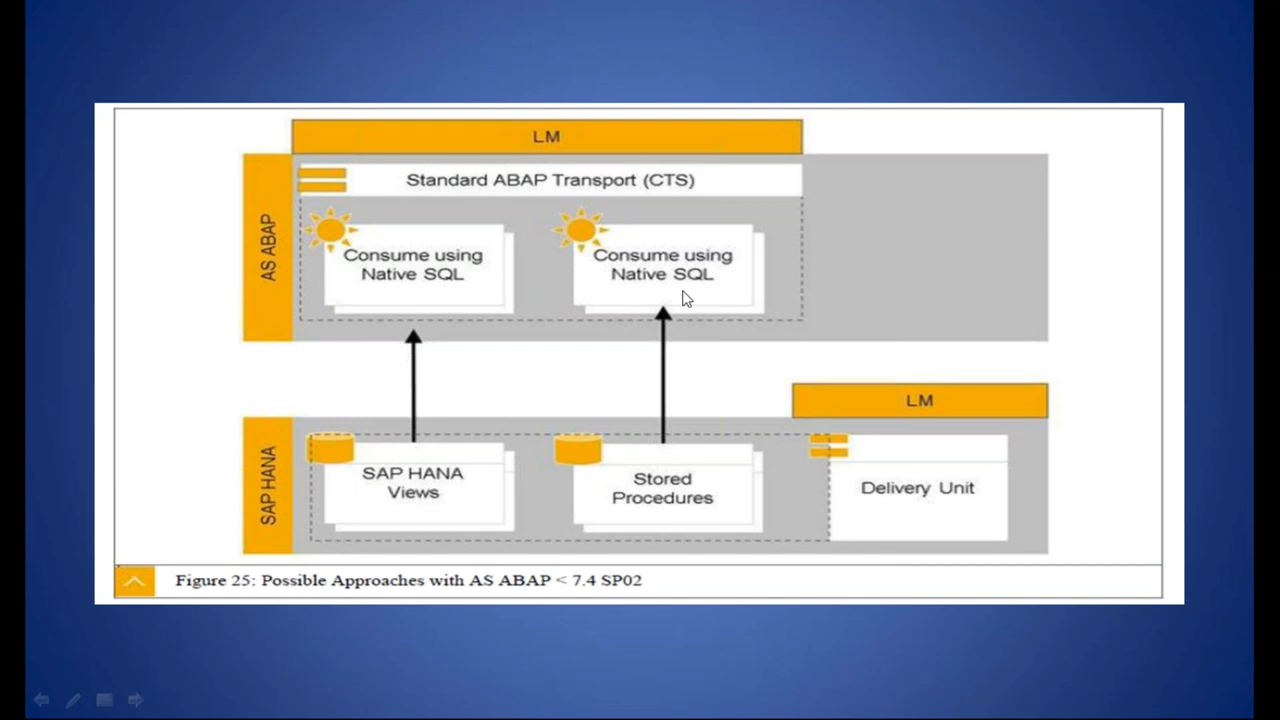 LM
Standard ABAP Transport (CTS)
AS ABAP
Consume using
Native SQL
Consume using
Native SQL
LM
SAP HANA
SAP HANA
Views
Stored
Procedures
Delivery Unit
Figure 25: Possible Approaches with AS ABAP < 7.4 SP02